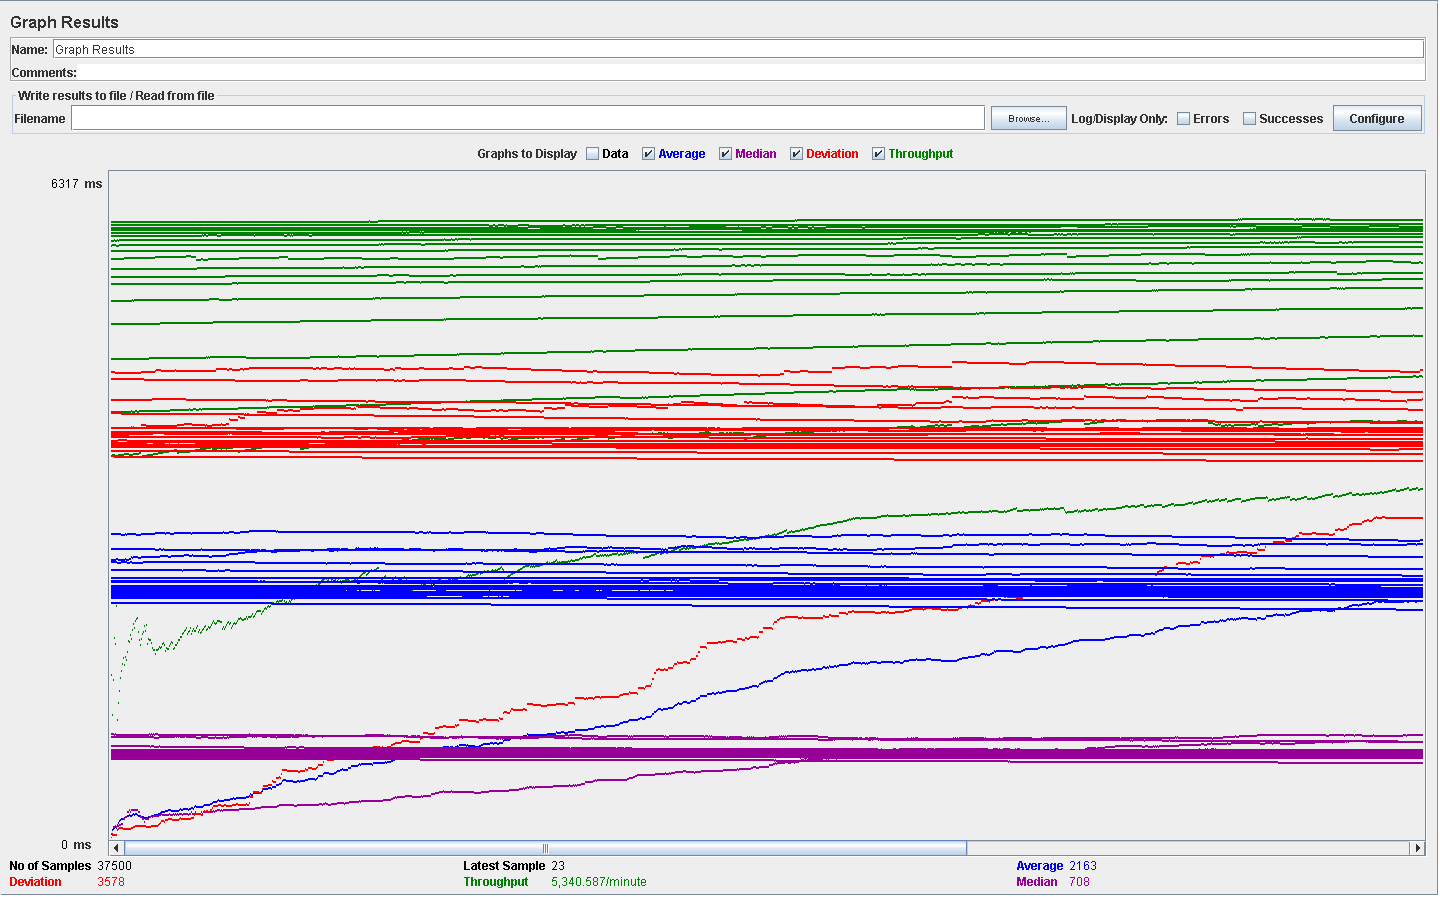 Graph Results
Name: Graph Results
Comments:
Write results to file / Read from file
Filename Browse... Log/Display Only: Errors Successes Configure
Graphs to Display Data Average Median Deviation Throughput
6317 ms
0 ms
No of Samples 37500 Latest Sample 23 Average 2163
Deviation 3578 Throughput 5,340.587/minute Median 708